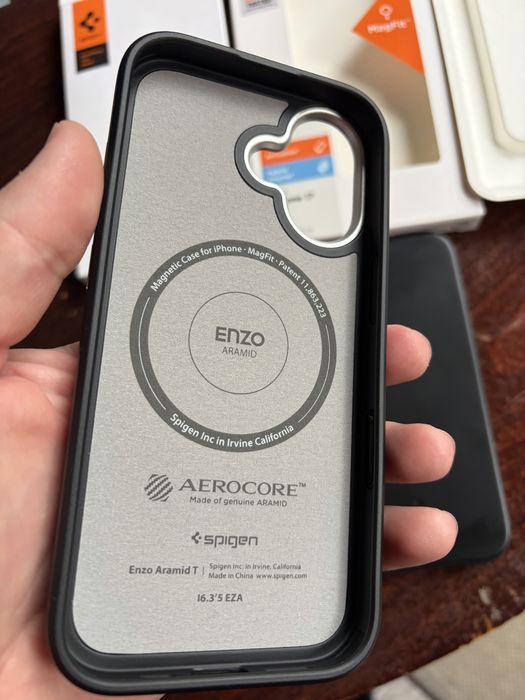 MagFit™
Magnetic Case for iPhone · MagFit · Patent 11,863,223
ENZO
ARAMID
Spigen Inc in Irvine California
AEROCORE™
Made of genuine ARAMID
spigen
Enzo Aramid T | Spigen Inc. in Irvine, California
Made in China www.spigen.com
I6.3'5 EZA